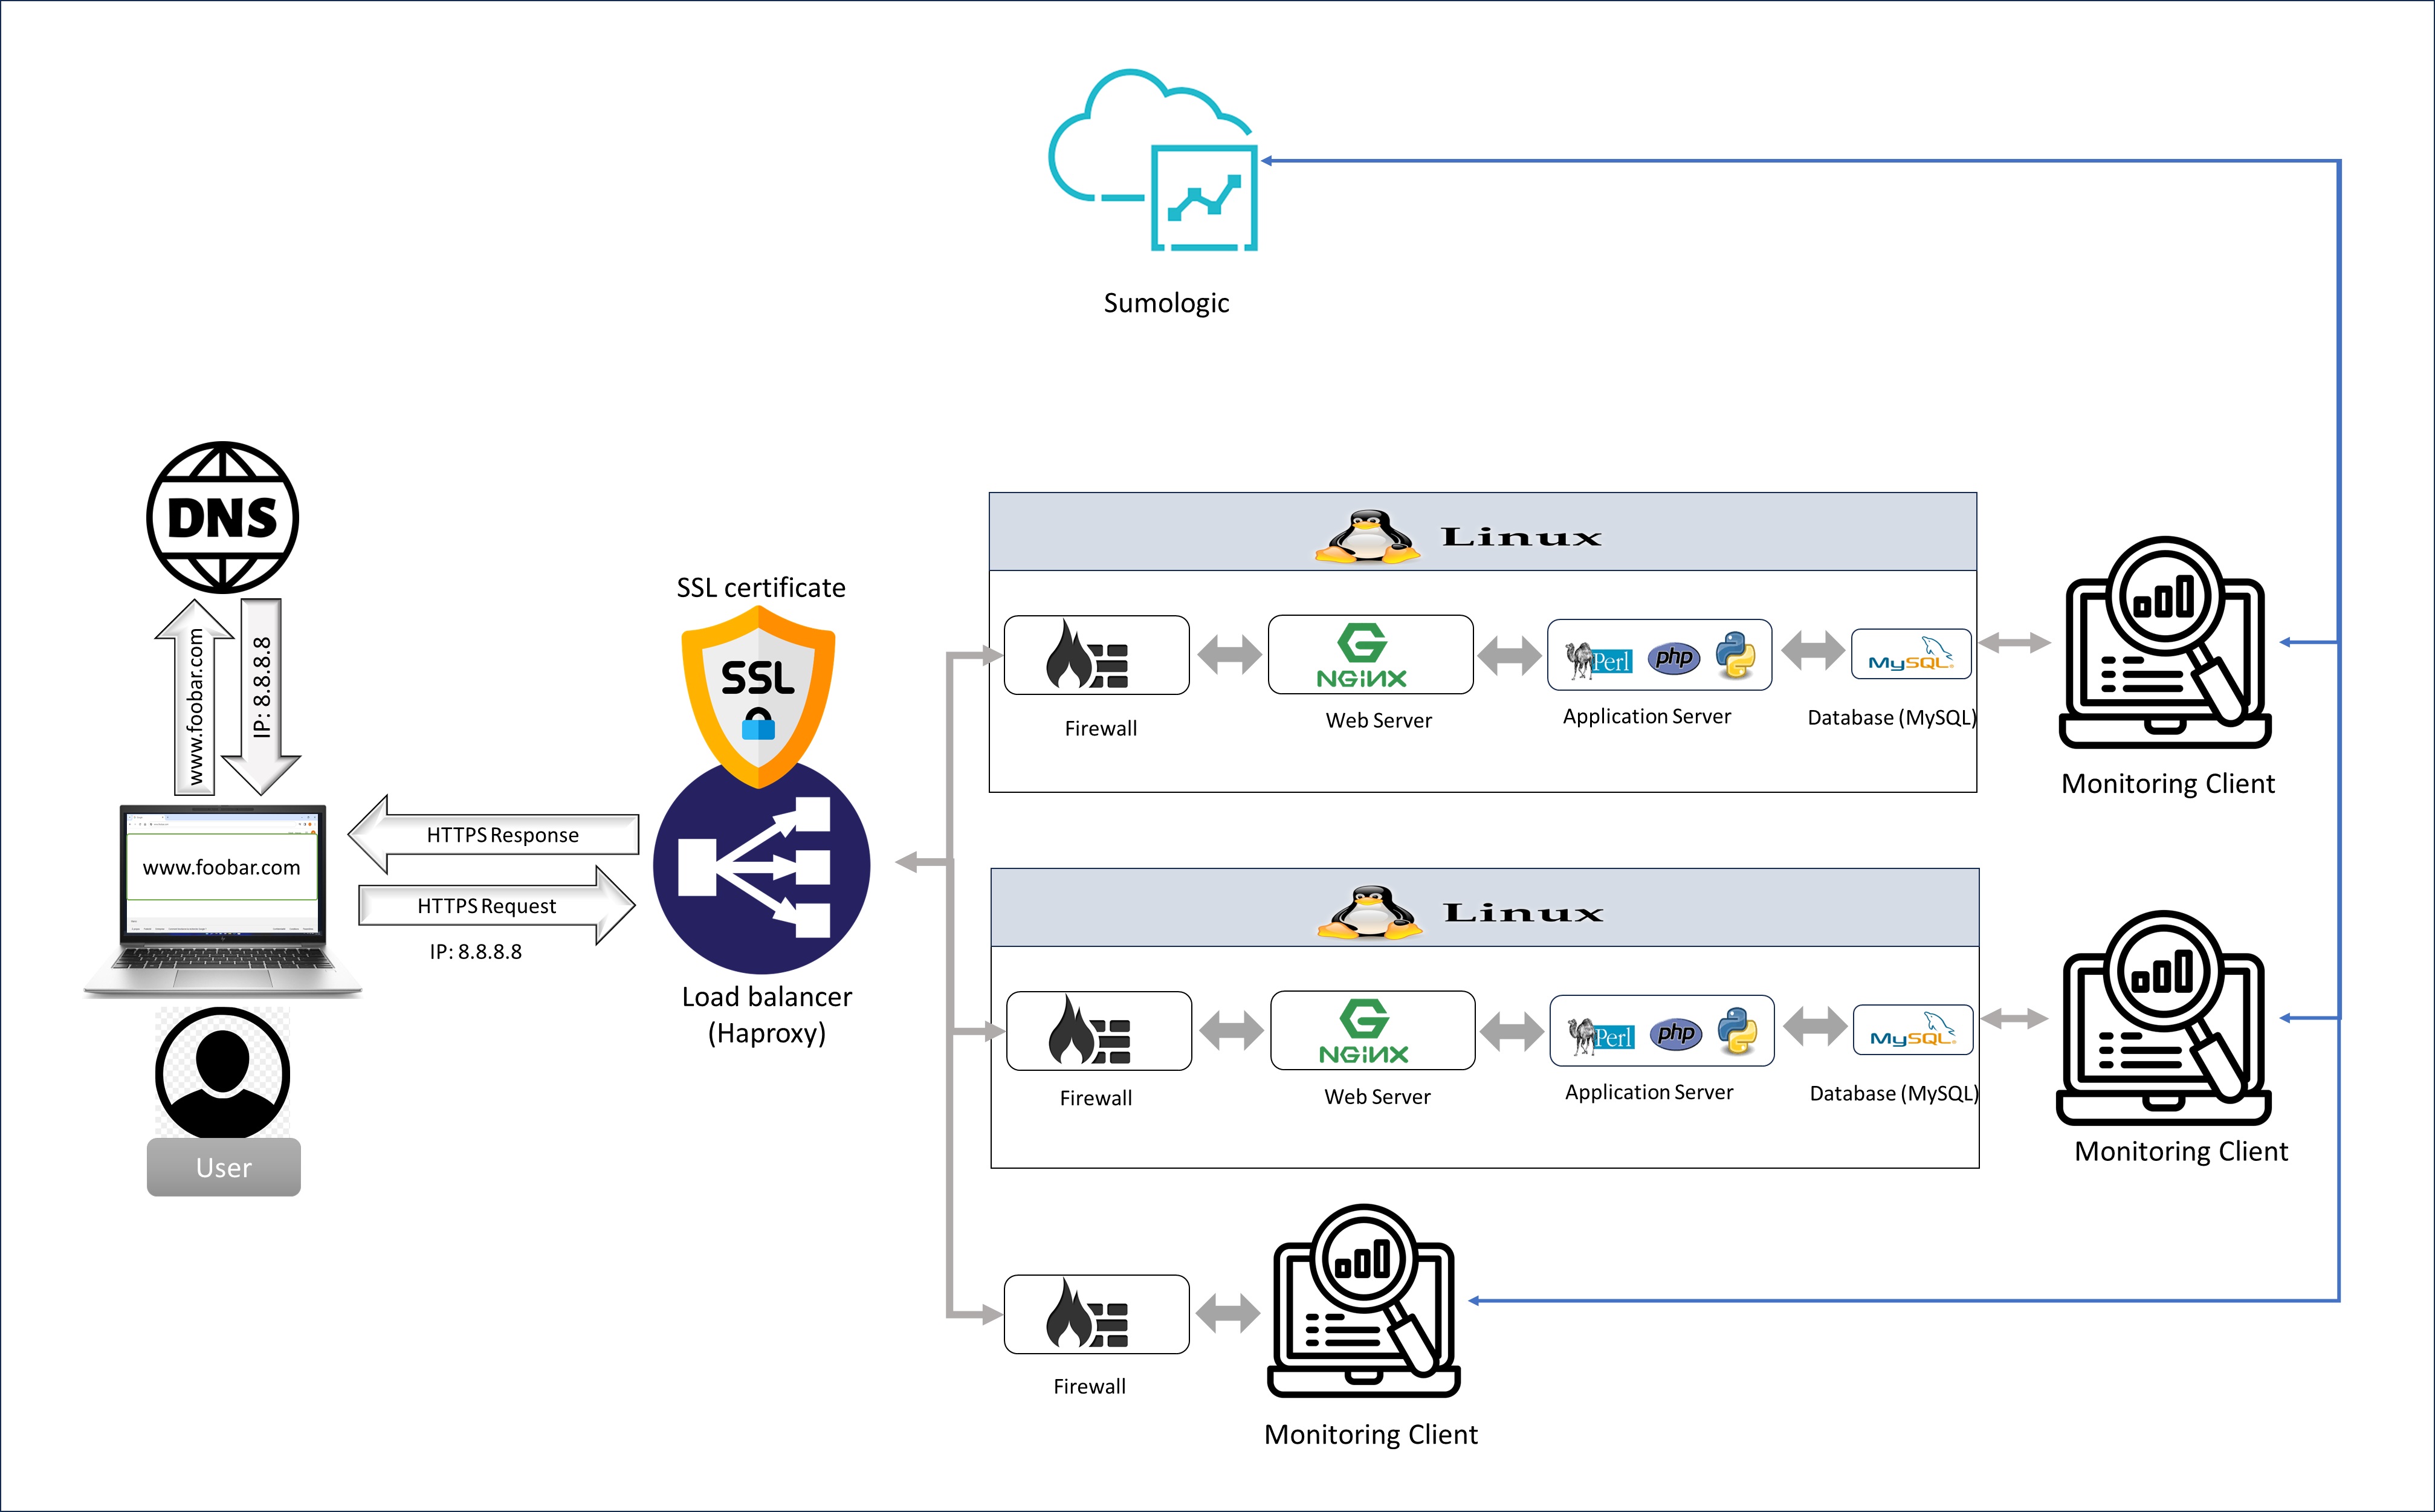 Sumologic
DNS
www.foobar.com
IP: 8.8.8.8
www.foobar.com
User
HTTPS Response
HTTPS Request
IP: 8.8.8.8
SSL certificate
SSL
Load balancer
(Haproxy)
Linux
Firewall
NGINX
Web Server
Perl
php
Application Server
MySQL
Database (MySQL)
Monitoring Client
Linux
Firewall
NGINX
Web Server
Perl
php
Application Server
MySQL
Database (MySQL)
Monitoring Client
Firewall
Monitoring Client